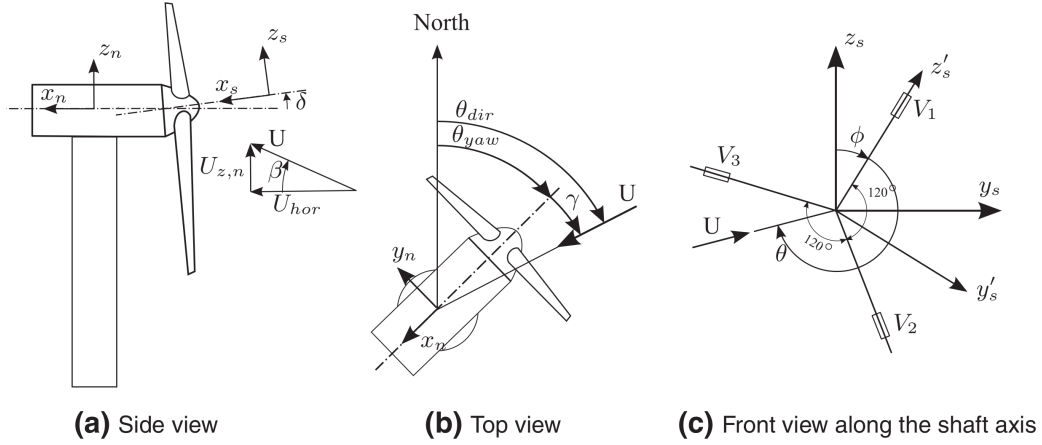 z_n
x_n
z_s
x_s
δ
U
U_{z,n}
β
U_{hor}
(a) Side view
North
θ_{dir}
θ_{yaw}
γ
U
y_n
x_n
(b) Top view
z_s
z'_s
V_1
ϕ
V_3
120°
y_s
U
120°
θ
y'_s
V_2
(c) Front view along the shaft axis